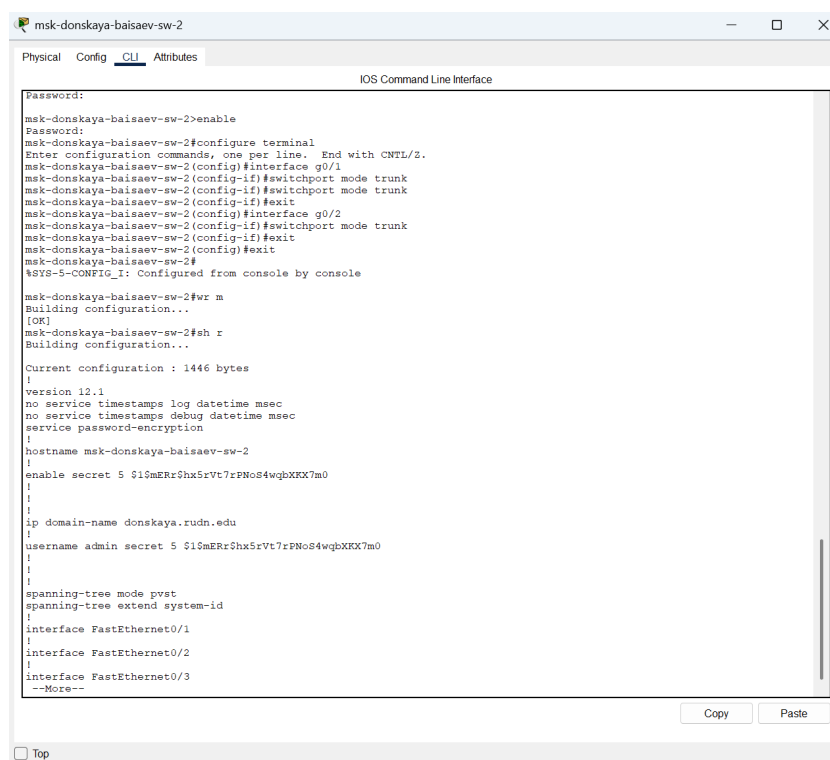 msk-donskaya-baisaev-sw-2
Physical Config CLI Attributes
IOS Command Line Interface
Password:
msk-donskaya-baisaev-sw-2>enable
Password:
msk-donskaya-baisaev-sw-2#configure terminal
Enter configuration commands, one per line. End with CNTL/Z.
msk-donskaya-baisaev-sw-2(config)#interface g0/1
msk-donskaya-baisaev-sw-2(config-if)#switchport mode trunk
msk-donskaya-baisaev-sw-2(config-if)#switchport mode trunk
msk-donskaya-baisaev-sw-2(config-if)#exit
msk-donskaya-baisaev-sw-2(config)#interface g0/2
msk-donskaya-baisaev-sw-2(config-if)#switchport mode trunk
msk-donskaya-baisaev-sw-2(config-if)#exit
msk-donskaya-baisaev-sw-2(config)#exit
msk-donskaya-baisaev-sw-2#
%SYS-5-CONFIG_I: Configured from console by console
msk-donskaya-baisaev-sw-2#wr m
Building configuration...
[OK]
msk-donskaya-baisaev-sw-2#sh r
Building configuration...
Current configuration : 1446 bytes
!
version 12.1
no service timestamps log datetime msec
no service timestamps debug datetime msec
service password-encryption
!
hostname msk-donskaya-baisaev-sw-2
!
enable secret 5 $1$mERr$hx5rVt7rPNoS4wqbXKX7m0
!
!
!
ip domain-name donskaya.rudn.edu
!
username admin secret 5 $1$mERr$hx5rVt7rPNoS4wqbXKX7m0
!
!
!
spanning-tree mode pvst
spanning-tree extend system-id
!
interface FastEthernet0/1
!
interface FastEthernet0/2
!
interface FastEthernet0/3
--More--
Copy Paste
Top